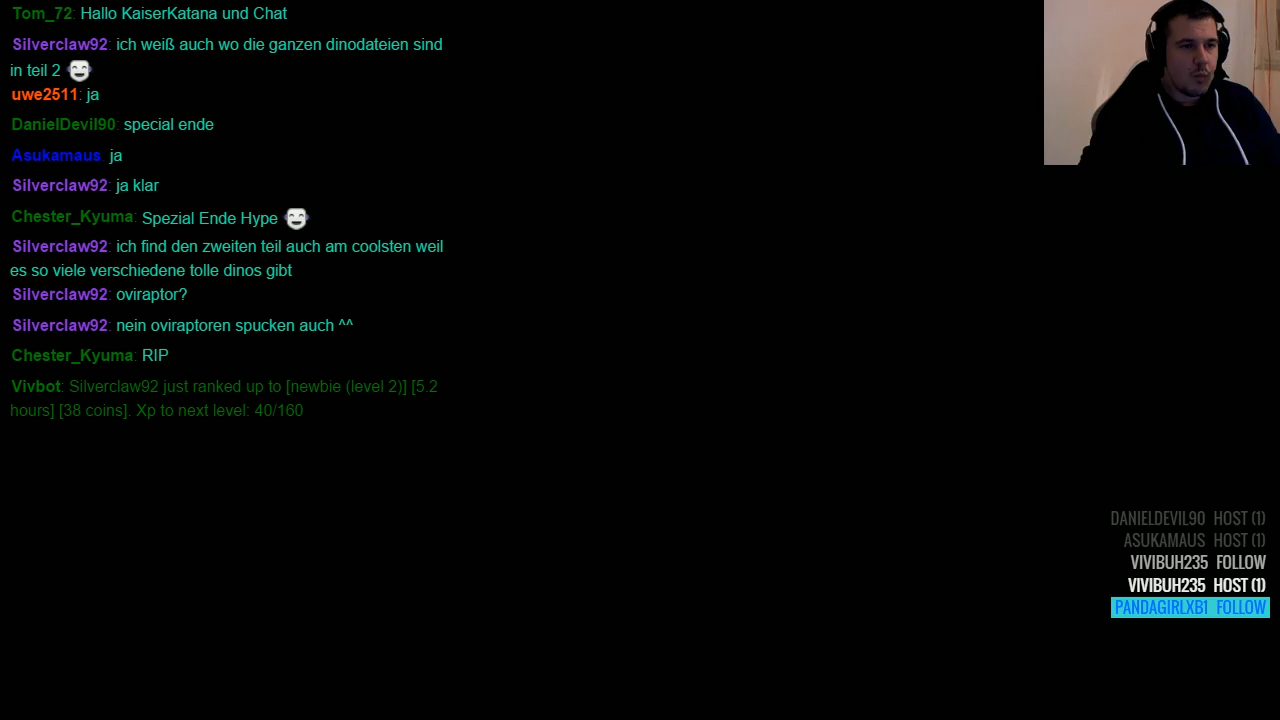 Tom_72: Hallo KaiserKatana und Chat
Silverclaw92: ich weiß auch wo die ganzen dinodateien sind
in teil 2
uwe2511: ja
DanielDevil90: special ende
Asukamaus: ja
Silverclaw92: ja klar
Chester_Kyuma: Spezial Ende Hype
Silverclaw92: ich find den zweiten teil auch am coolsten weil
es so viele verschiedene tolle dinos gibt
Silverclaw92: oviraptor?
Silverclaw92: nein oviraptoren spucken auch ^^
Chester_Kyuma: RIP
Vivbot: Silverclaw92 just ranked up to [newbie (level 2)] [5.2
hours] [38 coins]. Xp to next level: 40/160
DANIELDEVIL90 HOST (1)
ASUKAMAUS HOST (1)
VIVIBUH235 FOLLOW
VIVIBUH235 HOST (1)
PANDAGIRLXB1 FOLLOW